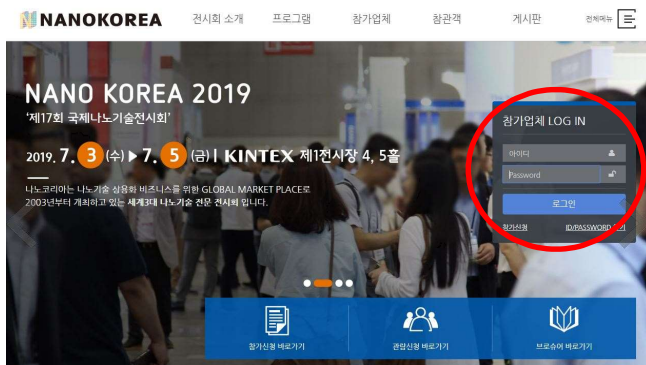 NANOKOREA
전시회 소개 프로그램 참가업체 참관객 게시판 전체메뉴
NANO KOREA 2019
'제17회 국제나노기술전시회'
2019. 7. 3 (수) ▶ 7. 5 (금) | KINTEX 제1전시장 4, 5홀
나노코리아는 나노기술 상용화 비즈니스를 위한 GLOBAL MARKET PLACE로
2003년부터 개최하고 있는 세계3대 나노기술 전문 전시회 입니다.
참가업체 LOG IN
아이디
Password
로그인
참가신청 ID/PASSWORD
참가신청 바로가기 관람신청 바로가기 브로슈어 바로가기